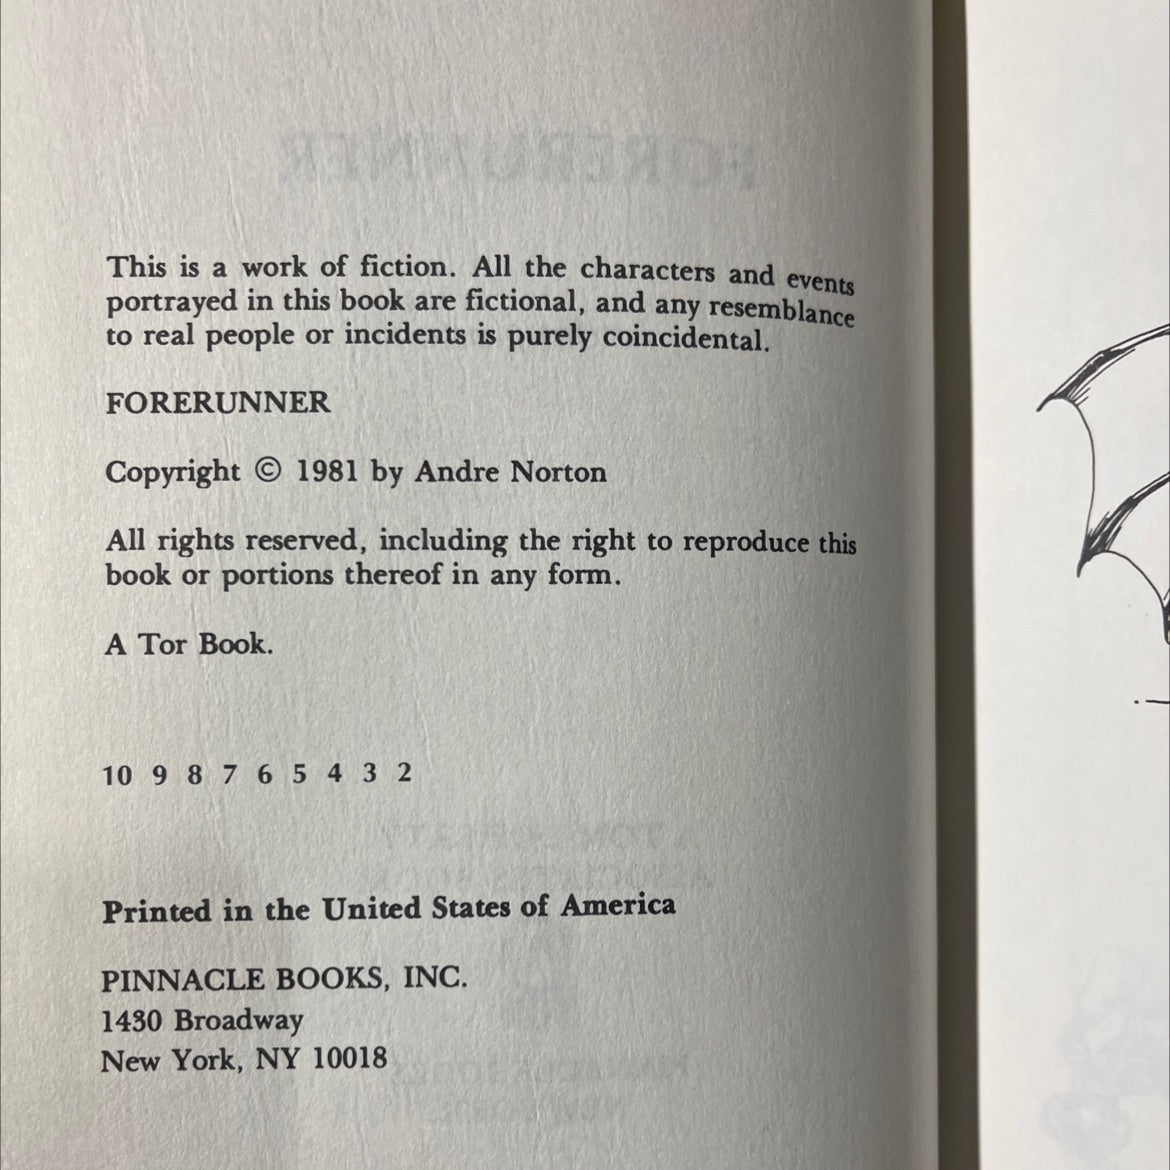 FORERUNNER
This is a work of fiction. All the characters and events
portrayed in this book are fictional, and any resemblance
to real people or incidents is purely coincidental.
FORERUNNER
Copyright © 1981 by Andre Norton
All rights reserved, including the right to reproduce this
book or portions thereof in any form.
A Tor Book.
10 9 8 7 6 5 4 3 2
Printed in the United States of America
PINNACLE BOOKS, INC.
1430 Broadway
New York, NY 10018